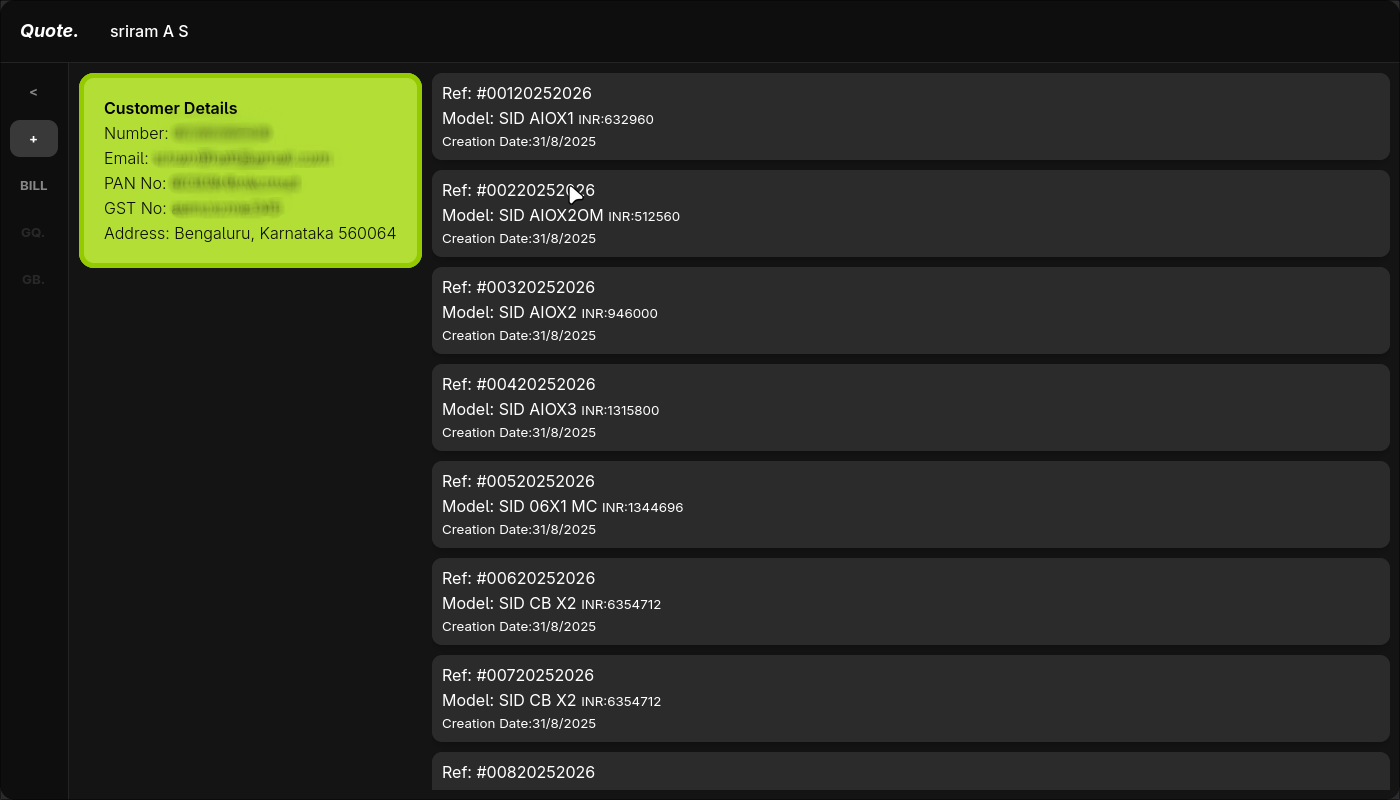 Quote. sriram A S
<
+
BILL
GQ.
GB.
Customer Details
Number:
Email:
PAN No:
GST No:
Address: Bengaluru, Karnataka 560064
Ref: #00120252026
Model: SID AIOX1 INR:632960
Creation Date:31/8/2025
Ref: #00220252026
Model: SID AIOX2OM INR:512560
Creation Date:31/8/2025
Ref: #00320252026
Model: SID AIOX2 INR:946000
Creation Date:31/8/2025
Ref: #00420252026
Model: SID AIOX3 INR:1315800
Creation Date:31/8/2025
Ref: #00520252026
Model: SID 06X1 MC INR:1344696
Creation Date:31/8/2025
Ref: #00620252026
Model: SID CB X2 INR:6354712
Creation Date:31/8/2025
Ref: #00720252026
Model: SID CB X2 INR:6354712
Creation Date:31/8/2025
Ref: #00820252026